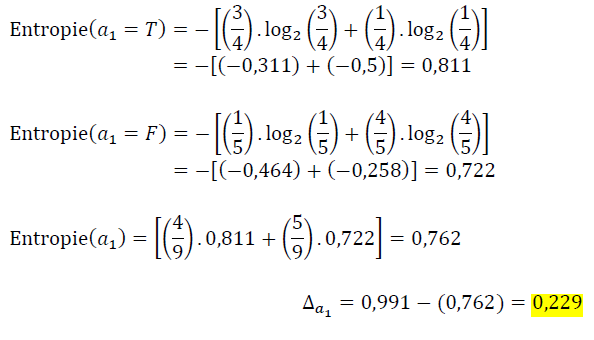 Entropie(a₁ = T) = −[(3/4).log₂(3/4) + (1/4).log₂(1/4)]
= −[(−0,311) + (−0,5)] = 0,811
Entropie(a₁ = F) = −[(1/5).log₂(1/5) + (4/5).log₂(4/5)]
= −[(−0,464) + (−0,258)] = 0,722
Entropie(a₁) = [(4/9).0,811 + (5/9).0,722] = 0,762
Δₐ₁ = 0,991 − (0,762) = 0,229